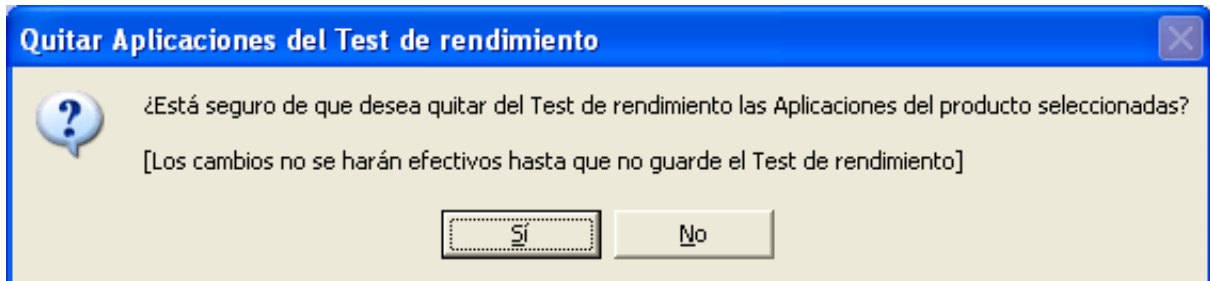 Quitar Aplicaciones del Test de rendimiento
¿Está seguro de que desea quitar del Test de rendimiento las Aplicaciones del producto seleccionadas?
[Los cambios no se harán efectivos hasta que no guarde el Test de rendimiento]
Sí No